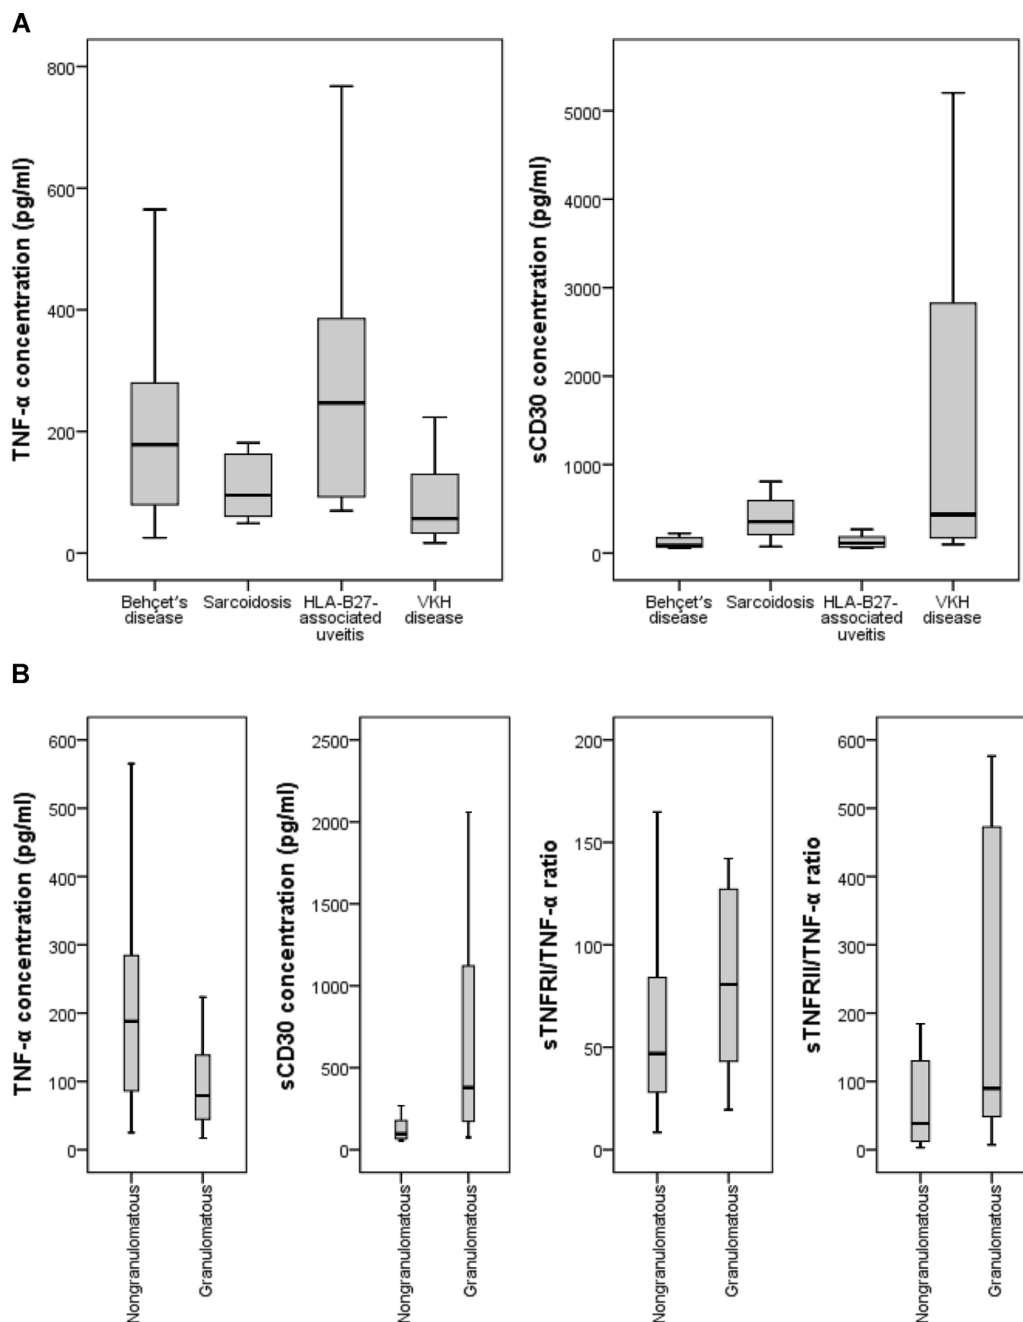 A
TNF-α concentration (pg/ml)
800
600
400
200
0
Behçet's
disease
Sarcoidosis
HLA-B27-
associated
uveitis
VKH
disease
sCD30 concentration (pg/ml)
5000
4000
3000
2000
1000
0
Behçet's
disease
Sarcoidosis
HLA-B27-
associated
uveitis
VKH
disease
B
TNF-α concentration (pg/ml)
600
500
400
300
200
100
0
Nongranulomatous
Granulomatous
sCD30 concentration (pg/ml)
2500
2000
1500
1000
500
0
Nongranulomatous
Granulomatous
sTNFRI/TNF-α ratio
200
150
100
50
0
Nongranulomatous
Granulomatous
sTNFRII/TNF-α ratio
600
500
400
300
200
100
0
Nongranulomatous
Granulomatous